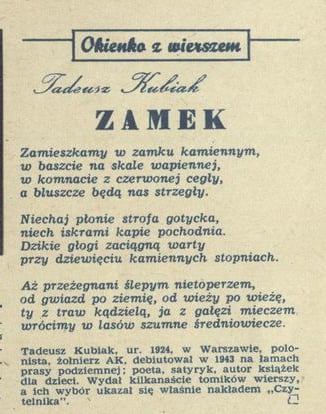 Okienko z wierszem
Tadeusz Kubiak
ZAMEK
Zamieszkamy w zamku kamiennym,
w baszcie na skale wapiennej,
w komnacie z czerwonej cegły,
a bluszcze będą nas strzegły.
Niechaj płonie strofa gotycka,
niech iskrami kapie pochodnia.
Dzikie głogi zaciągną warty
przy dziewięciu kamiennych stopniach.
Aż przeżegnani ślepym nietoperzem,
od gwiazd po ziemię, od wieży po wieżę,
ty z traw kądzielą, ja z gałęzi mieczem
wrócimy w lasów szumne średniowiecze.
Tadeusz Kubiak, ur. 1924, w Warszawie, polo-
nista, żołnierz AK, debiutował w 1943 na łamach
prasy podziemnej; poeta, satyryk, autor książek
dla dzieci. Wydał kilkanaście tomików wierszy,
a ich wybór ukazał się właśnie nakładem „Czy-
telnika”.